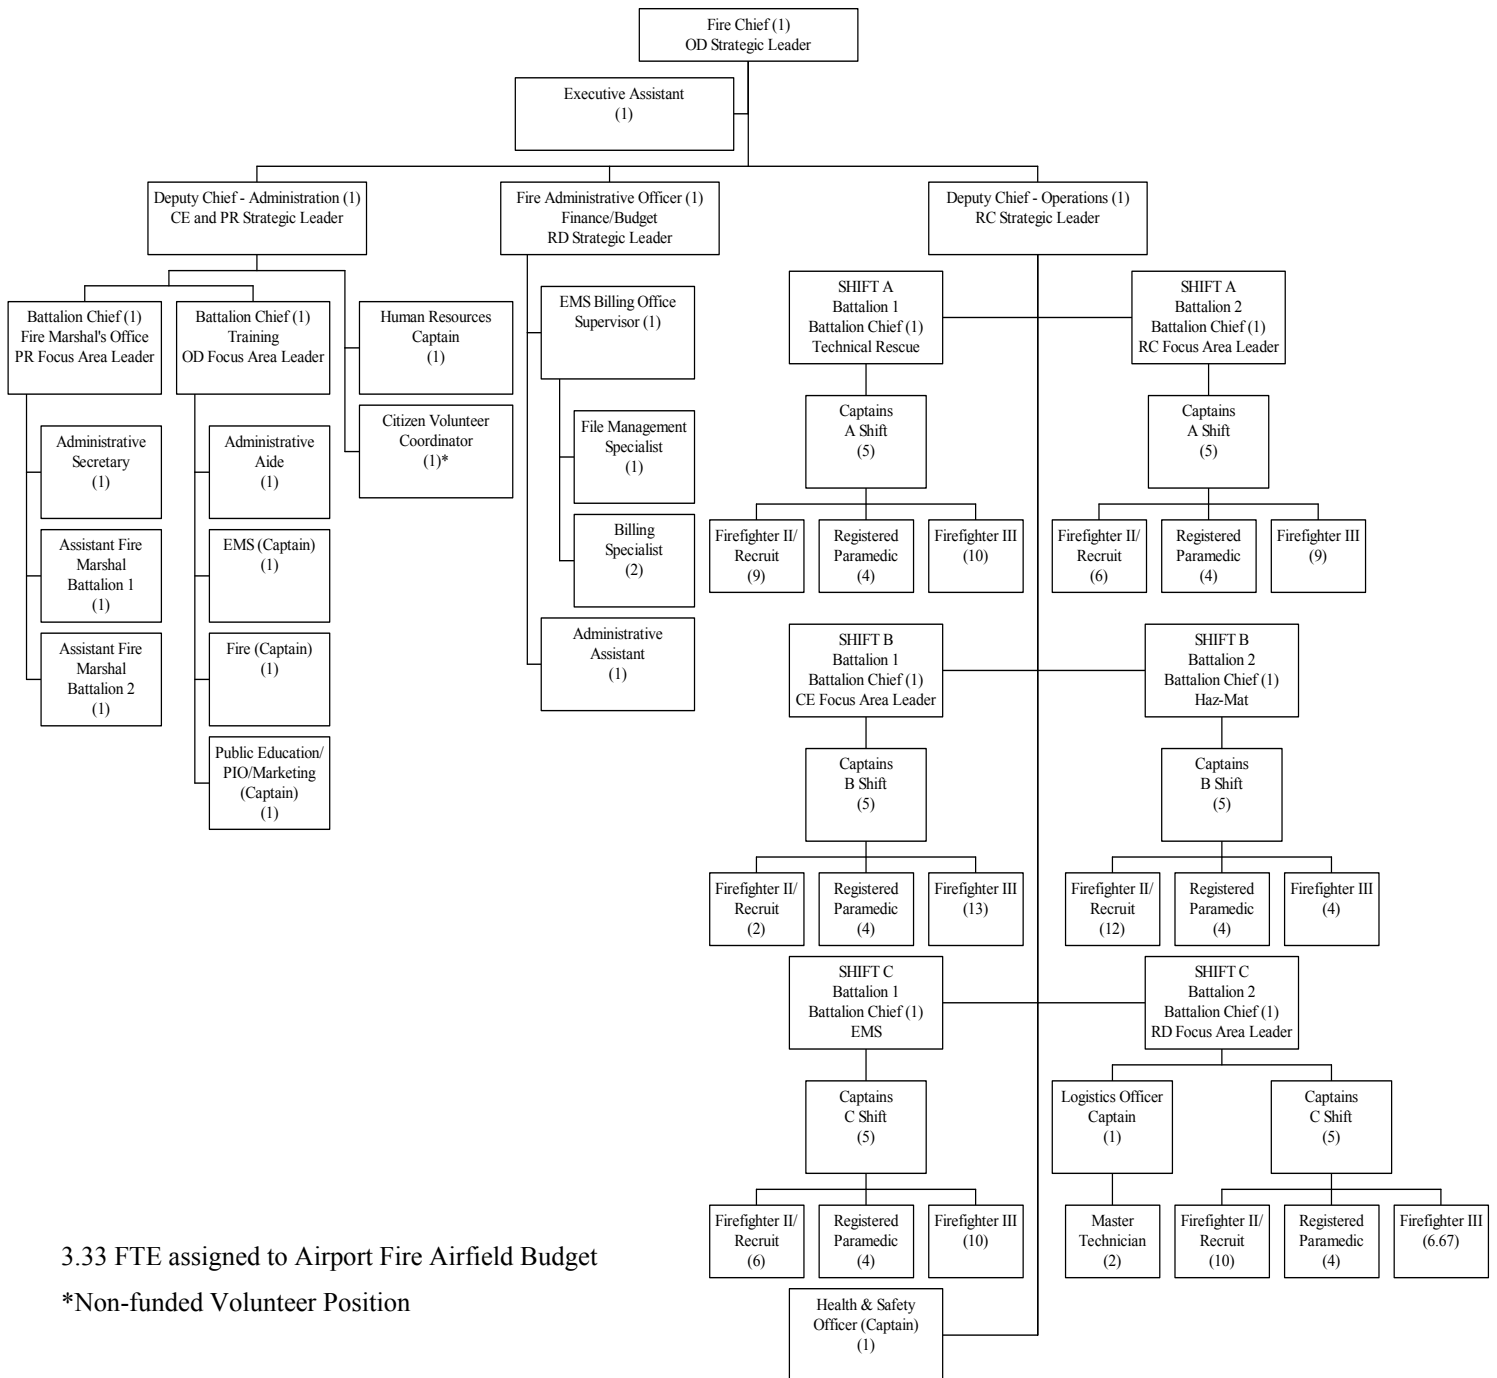 Fire Chief (1)
OD Strategic Leader
Executive Assistant
(1)
Deputy Chief - Administration (1)
CE and PR Strategic Leader
Fire Administrative Officer (1)
Finance/Budget
RD Strategic Leader
Deputy Chief - Operations (1)
RC Strategic Leader
Battalion Chief (1)
Fire Marshal's Office
PR Focus Area Leader
Battalion Chief (1)
Training
OD Focus Area Leader
Human Resources
Captain
(1)
Citizen Volunteer
Coordinator
(1)*
Administrative
Secretary
(1)
Assistant Fire
Marshal
Battalion 1
(1)
Assistant Fire
Marshal
Battalion 2
(1)
Administrative
Aide
(1)
EMS (Captain)
(1)
Fire (Captain)
(1)
Public Education/
PIO/Marketing
(Captain)
(1)
EMS Billing Office
Supervisor (1)
File Management
Specialist
(1)
Billing
Specialist
(2)
Administrative
Assistant
(1)
SHIFT A
Battalion 1
Battalion Chief (1)
Technical Rescue
Captains
A Shift
(5)
Firefighter II/
Recruit
(9)
Registered
Paramedic
(4)
Firefighter III
(10)
SHIFT A
Battalion 2
Battalion Chief (1)
RC Focus Area Leader
Captains
A Shift
(5)
Firefighter II/
Recruit
(6)
Registered
Paramedic
(4)
Firefighter III
(9)
SHIFT B
Battalion 1
Battalion Chief (1)
CE Focus Area Leader
Captains
B Shift
(5)
Firefighter II/
Recruit
(2)
Registered
Paramedic
(4)
Firefighter III
(13)
SHIFT B
Battalion 2
Battalion Chief (1)
Haz-Mat
Captains
B Shift
(5)
Firefighter II/
Recruit
(12)
Registered
Paramedic
(4)
Firefighter III
(4)
SHIFT C
Battalion 1
Battalion Chief (1)
EMS
Captains
C Shift
(5)
Firefighter II/
Recruit
(6)
Registered
Paramedic
(4)
Firefighter III
(10)
SHIFT C
Battalion 2
Battalion Chief (1)
RD Focus Area Leader
Logistics Officer
Captain
(1)
Master
Technician
(2)
Captains
C Shift
(5)
Firefighter II/
Recruit
(10)
Registered
Paramedic
(4)
Firefighter III
(6.67)
Health & Safety
Officer (Captain)
(1)
3.33 FTE assigned to Airport Fire Airfield Budget
*Non-funded Volunteer Position